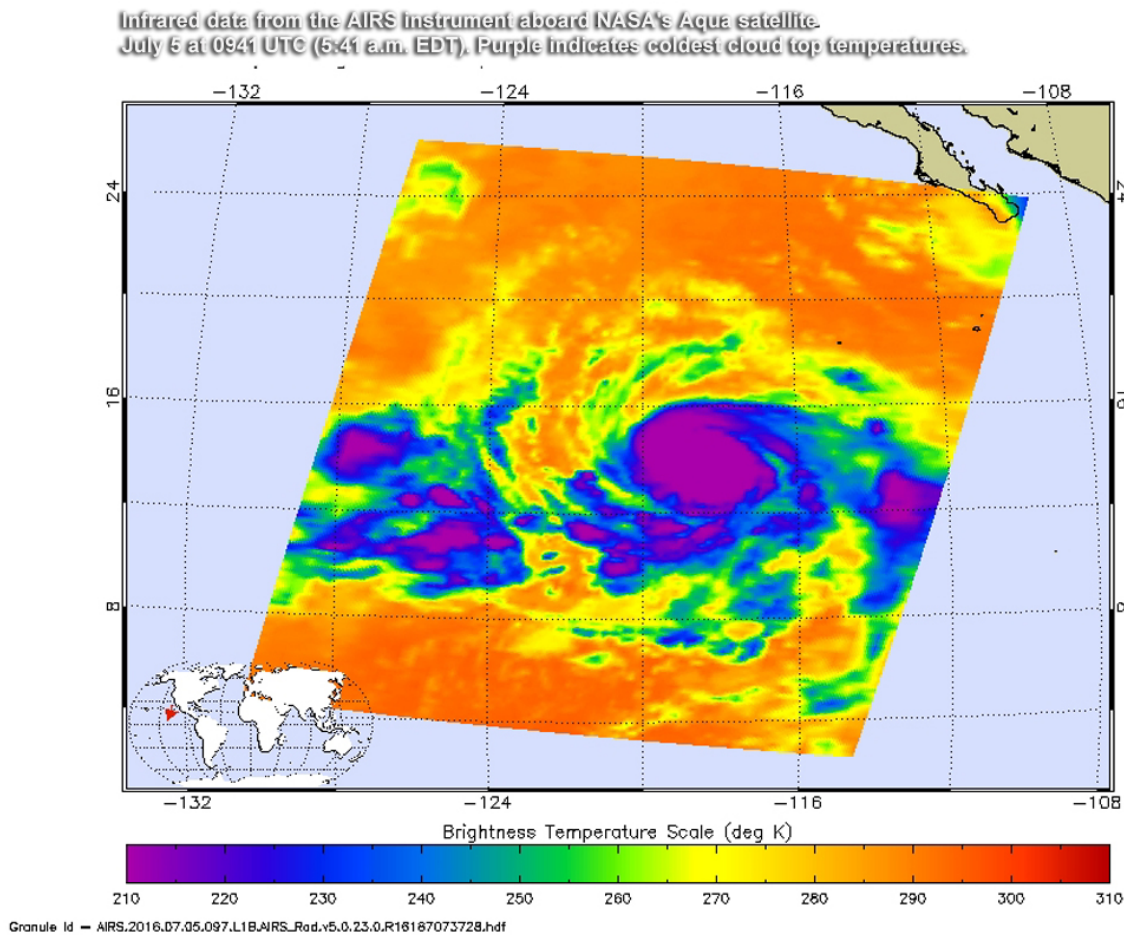 Infrared data from the AIRS instrument aboard NASA's Aqua satellite.
July 5 at 0941 UTC (5:41 a.m. EDT). Purple indicates coldest cloud top temperatures.
-132 -124 -116 -108
24
16
8
-132 -124 -116 -108
Brightness Temperature Scale (deg K)
210 220 230 240 250 260 270 280 290 300 310
Granule Id — AIRS.2016.07.05.097.L1B.AIRS_Rad.v5.0.23.0.R16187073728.hdf